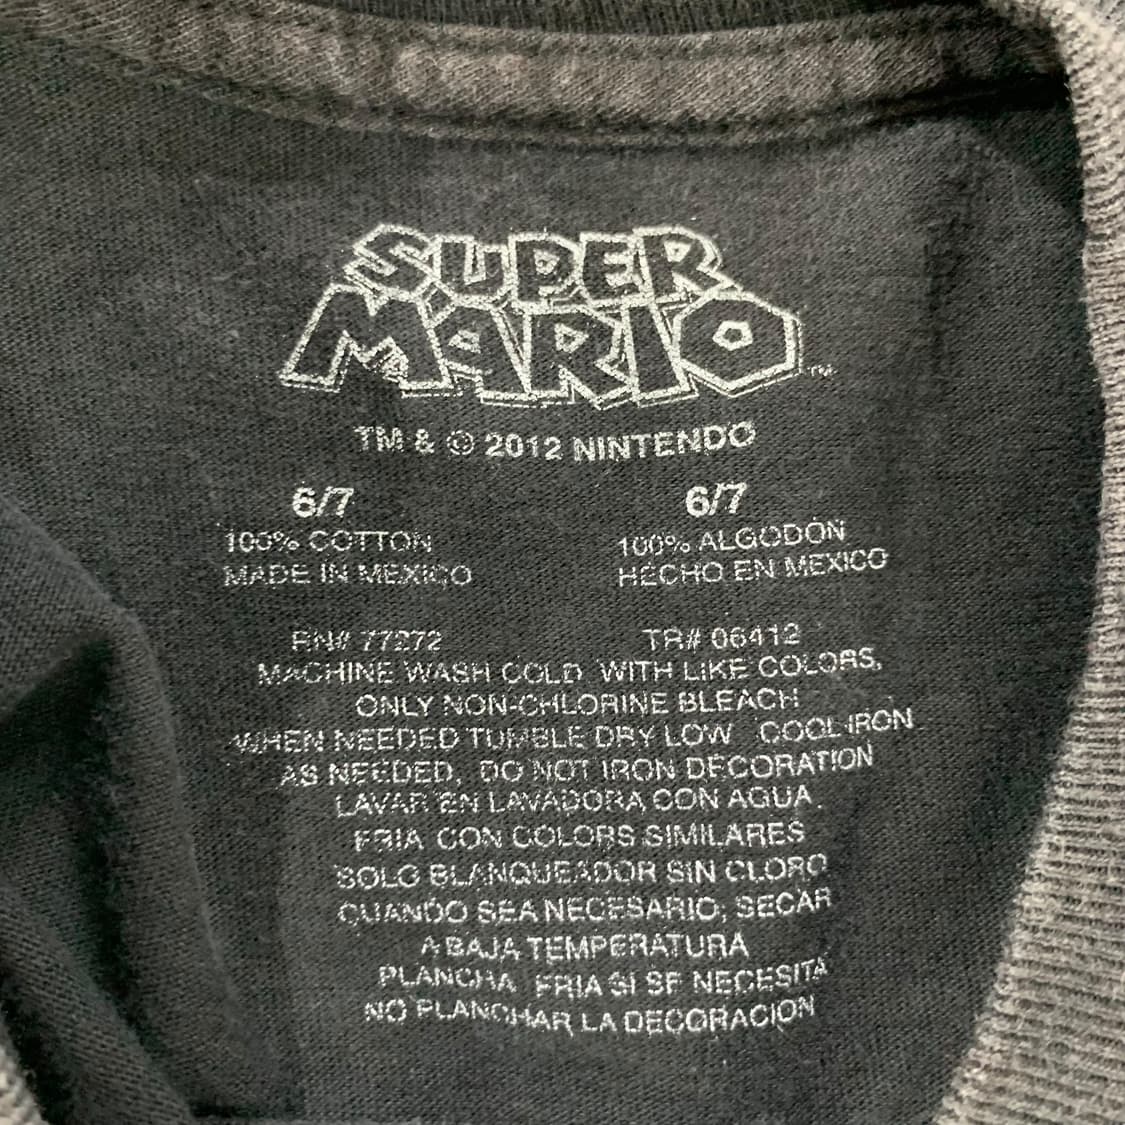 SUPER
MARIO™
TM & © 2012 NINTENDO
6/7 6/7
100% COTTON 100% ALGODÓN
MADE IN MEXICO HECHO EN MEXICO
RN# 77272 TR# 06412
MACHINE WASH COLD WITH LIKE COLORS,
ONLY NON-CHLORINE BLEACH
WHEN NEEDED TUMBLE DRY LOW COOL IRON
AS NEEDED, DO NOT IRON DECORATION
LAVAR EN LAVADORA CON AGUA
FRIA CON COLORS SIMILARES
SOLO BLANQUEADOR SIN CLORO
CUANDO SEA NECESARIO, SECAR
A BAJA TEMPERATURA
PLANCHA FRIA SI SE NECESITA
NO PLANCHAR LA DECORACION